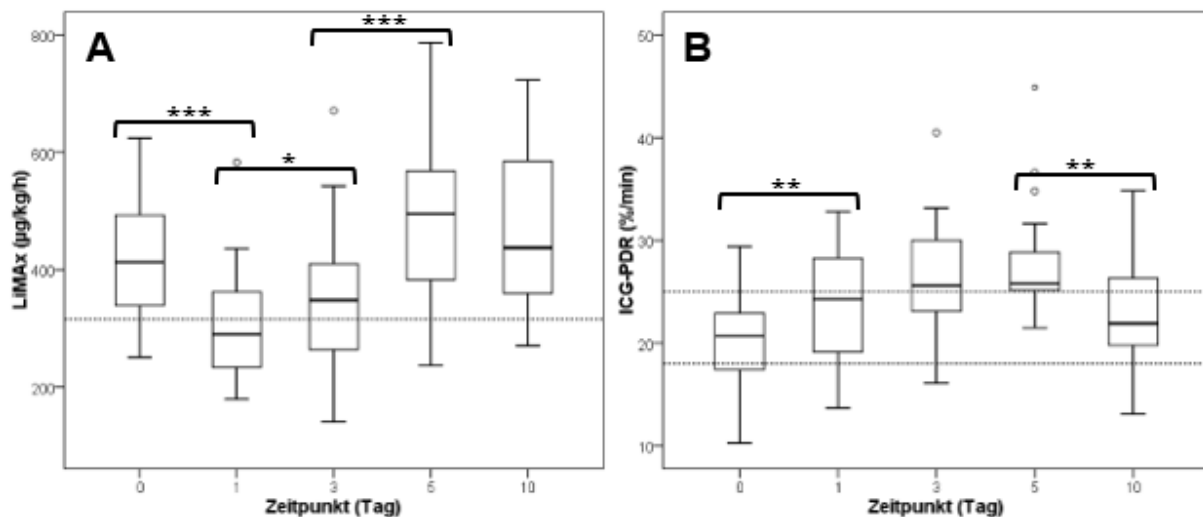 A
LiMAx (µg/kg/h)
800
600
400
200
***
*
***
0 1 3 5 10
Zeitpunkt (Tag)
B
ICG-PDR (%/min)
50
40
30
20
10
**
**
0 1 3 5 10
Zeitpunkt (Tag)